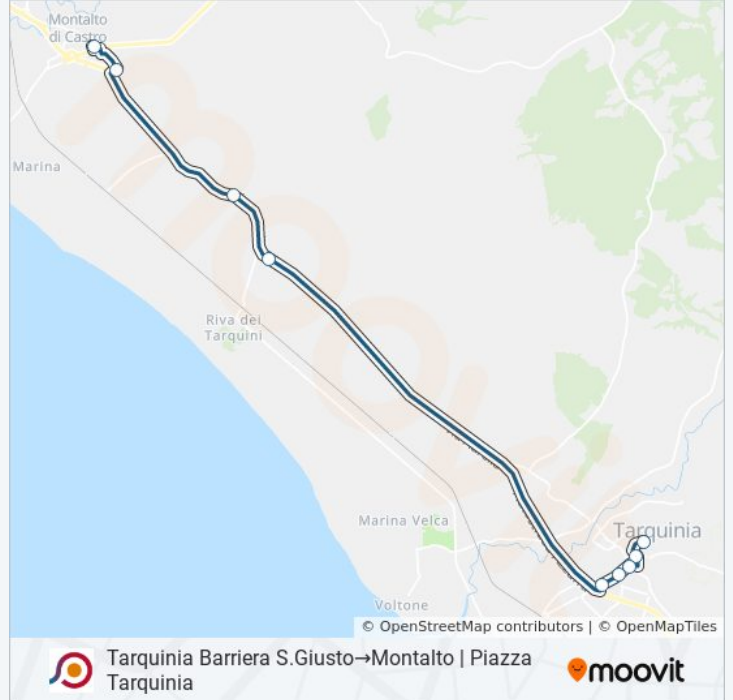 Montalto
di Castro
Marina
Riva dei
Tarquini
Marina Velca
Tarquinia
Voltone
© OpenStreetMap contributors | © OpenMapTiles
Tarquinia Barriera S.Giusto→Montalto | Piazza
Tarquinia
moovit